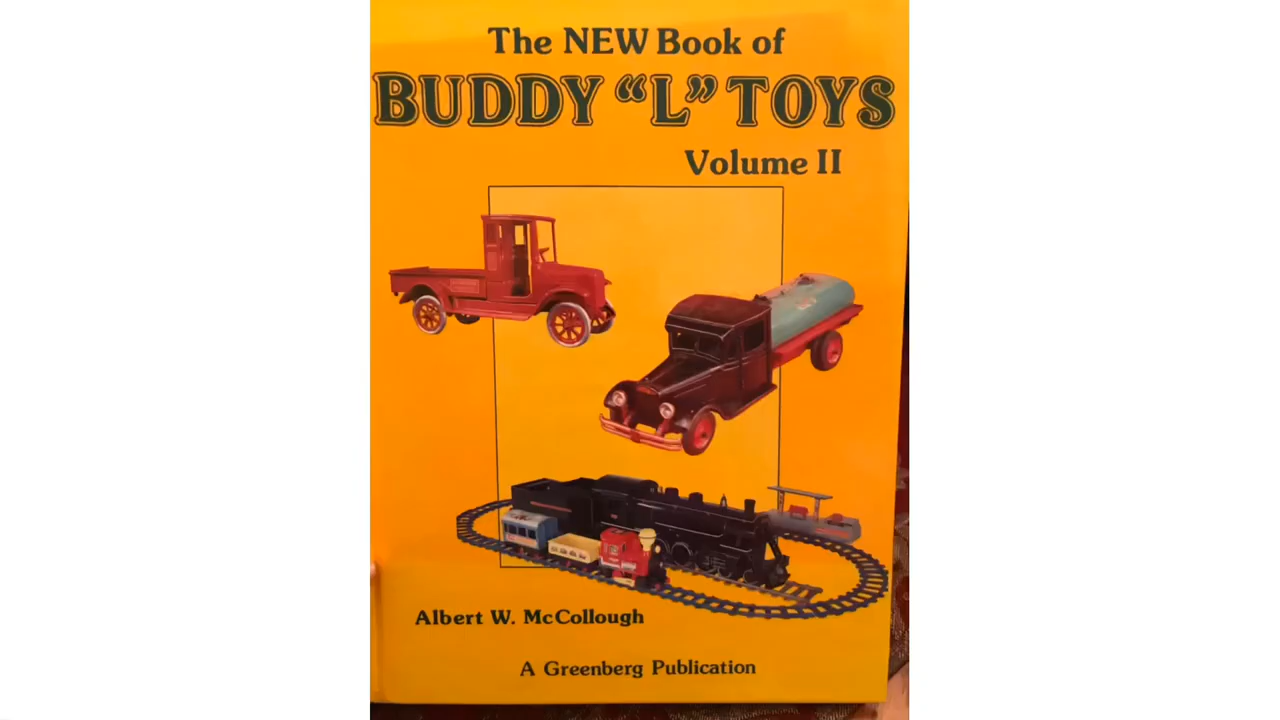 The NEW Book of
BUDDY “L” TOYS
Volume II
Albert W. McCollough
A Greenberg Publication